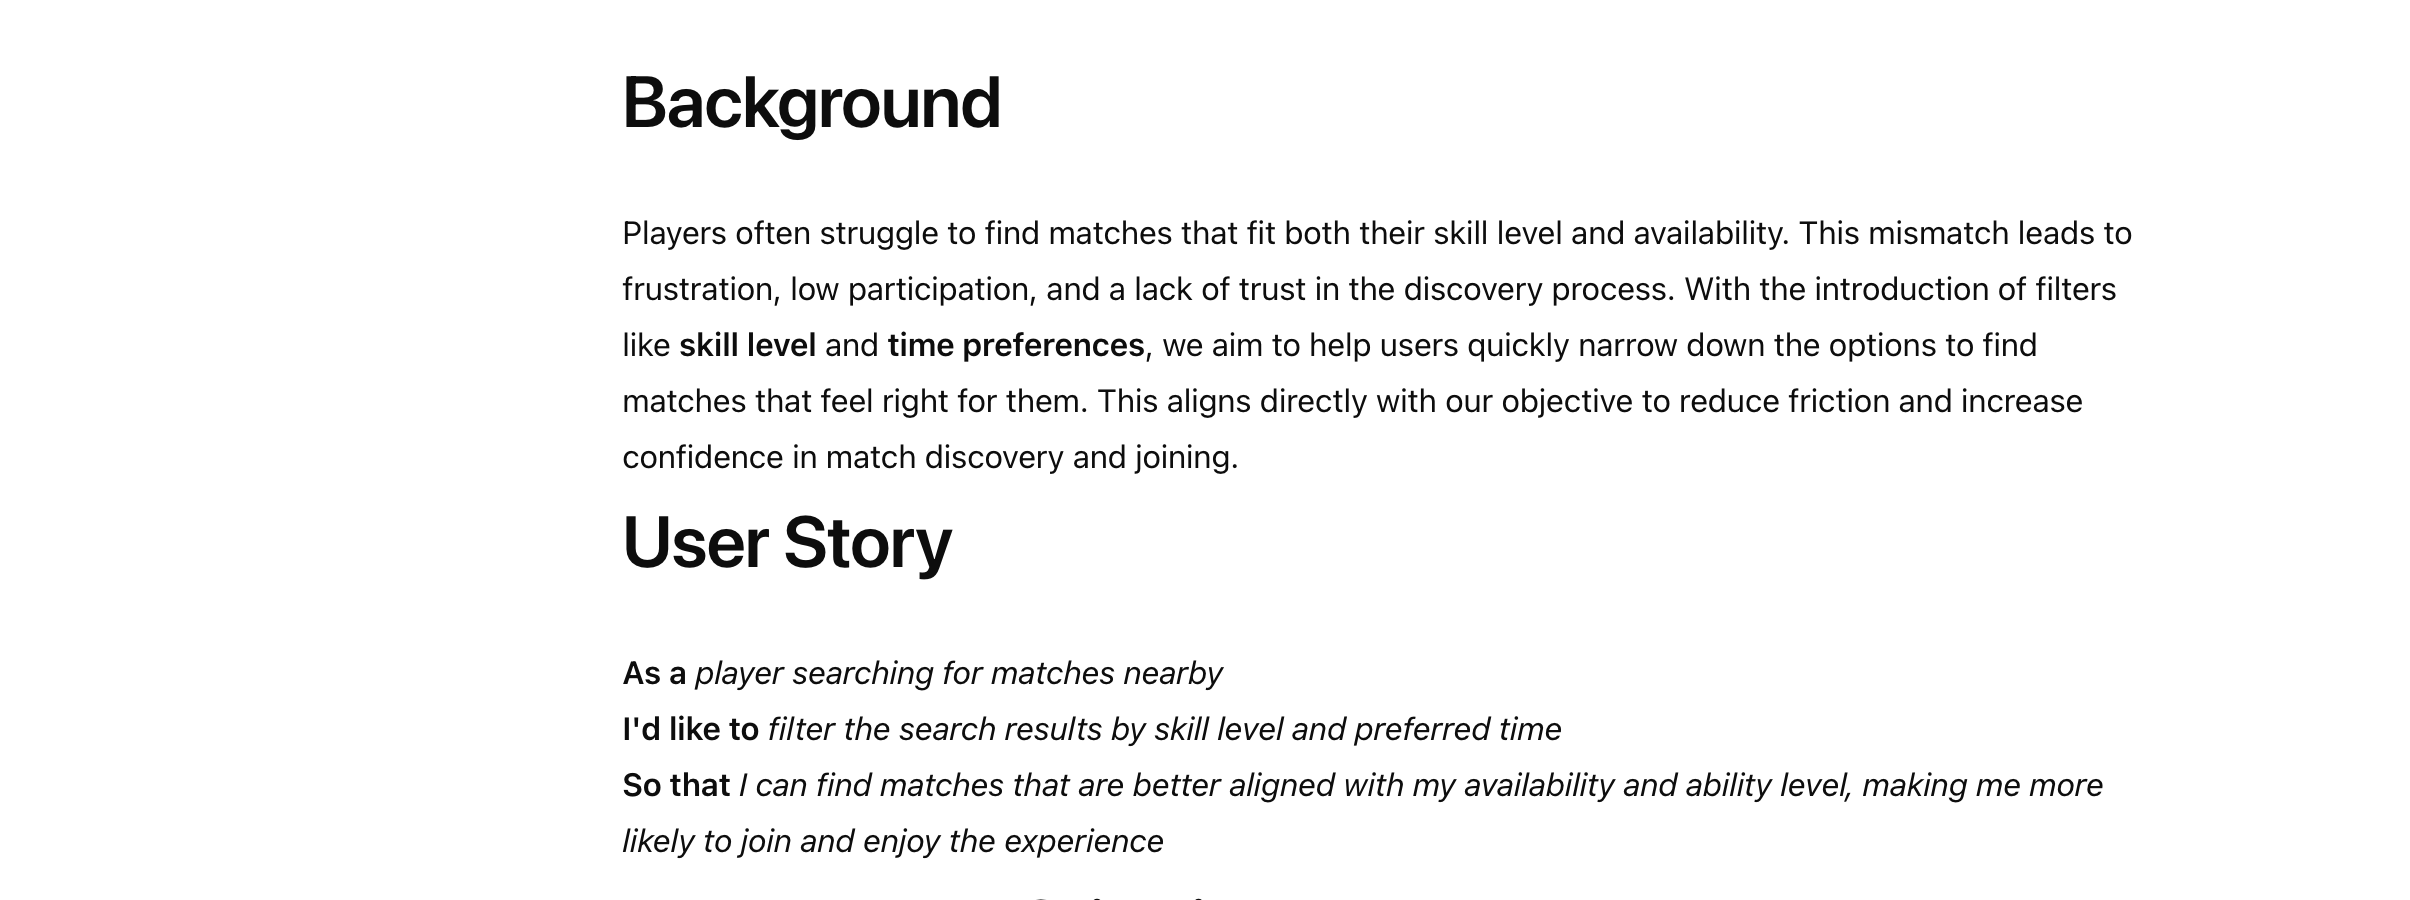 Background
Players often struggle to find matches that fit both their skill level and availability. This mismatch leads to
frustration, low participation, and a lack of trust in the discovery process. With the introduction of filters
like skill level and time preferences, we aim to help users quickly narrow down the options to find
matches that feel right for them. This aligns directly with our objective to reduce friction and increase
confidence in match discovery and joining.
User Story
As a player searching for matches nearby
I'd like to filter the search results by skill level and preferred time
So that I can find matches that are better aligned with my availability and ability level, making me more
likely to join and enjoy the experience